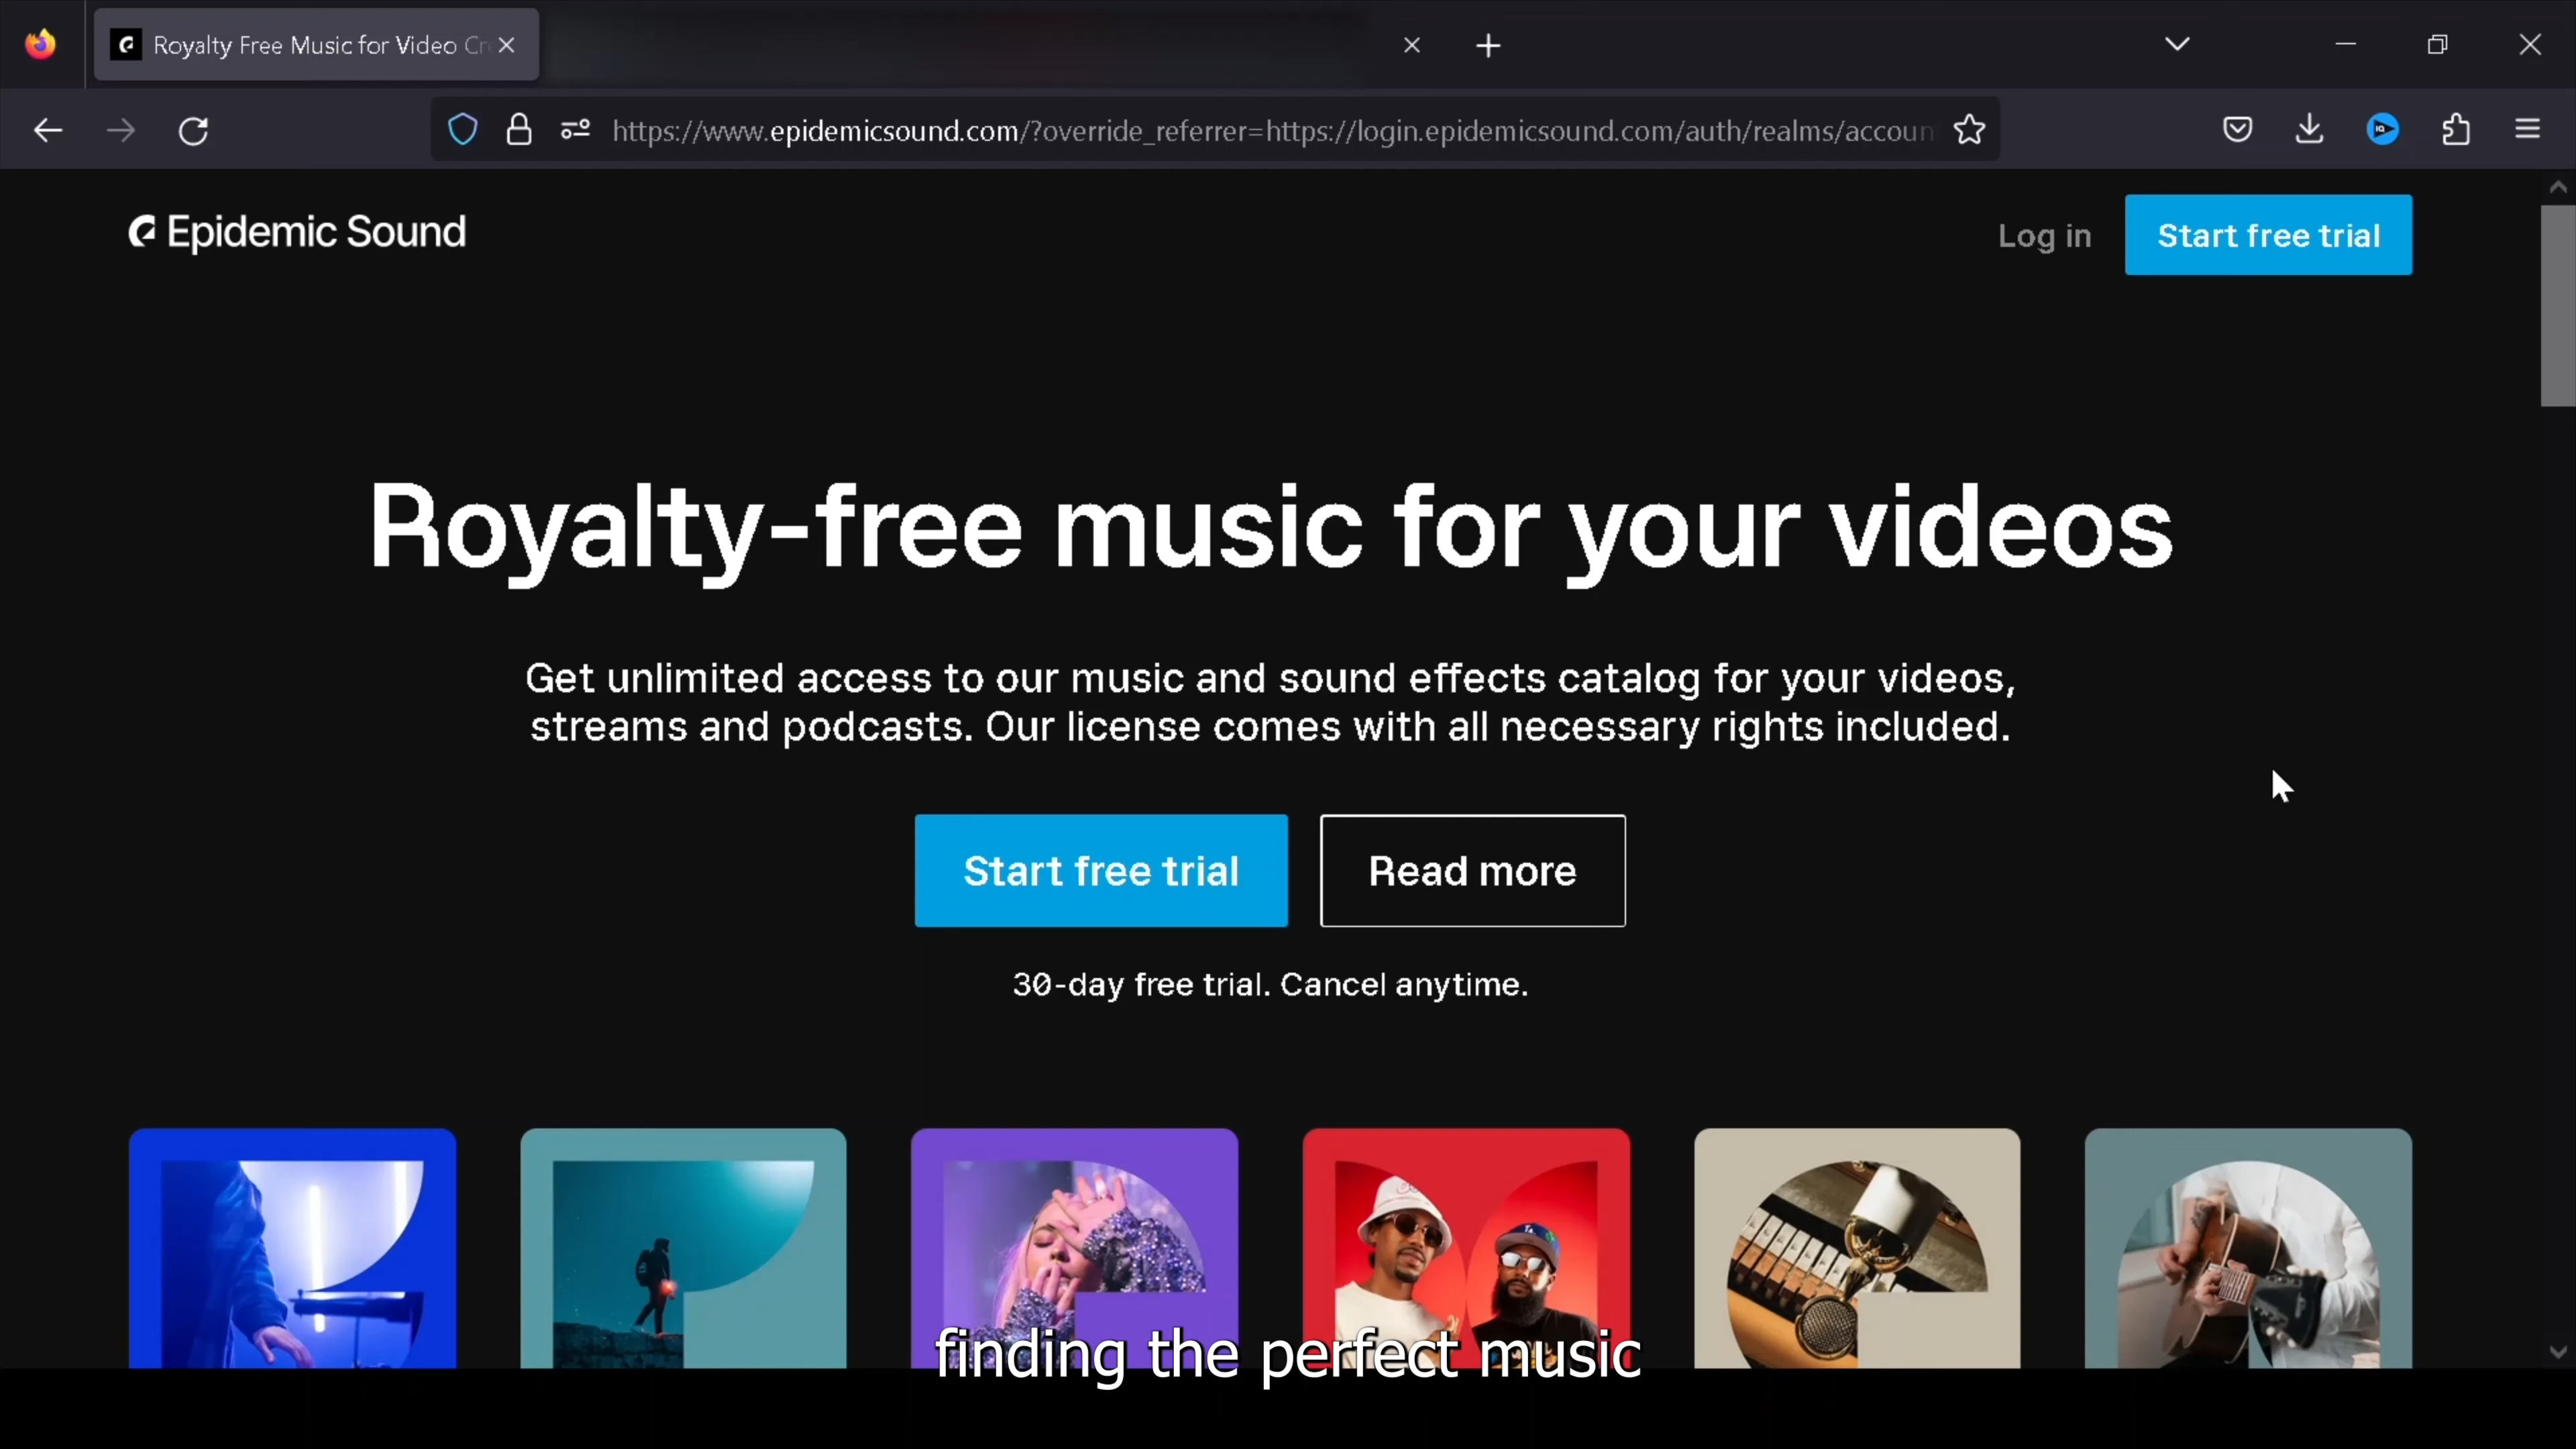 Royalty Free Music for Video Cr
https://www.epidemicsound.com/?override_referrer=https://login.epidemicsound.com/auth/realms/accoun
Epidemic Sound
Log in
Start free trial
Royalty-free music for your videos
Get unlimited access to our music and sound effects catalog for your videos,
streams and podcasts. Our license comes with all necessary rights included.
Start free trial
Read more
30-day free trial. Cancel anytime.
finding the perfect music